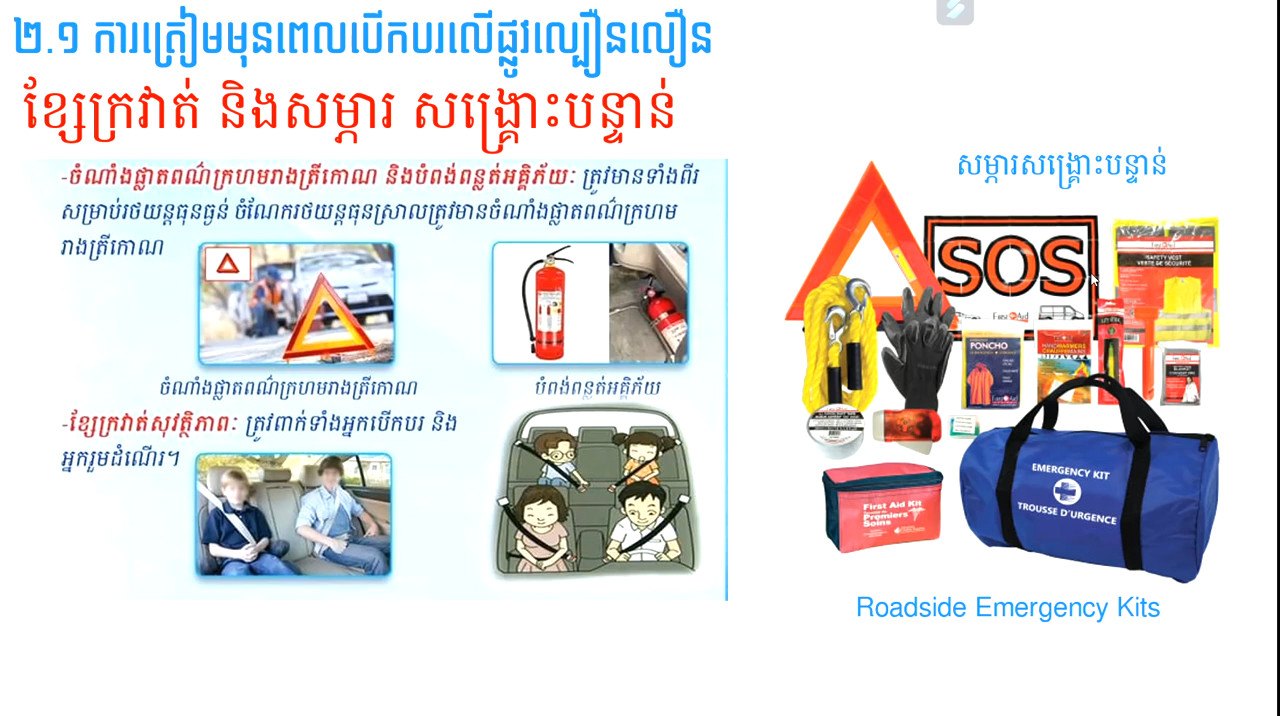 ២.១ ការត្រៀមមុនពេលបើកបរលើផ្លូវល្បឿនលឿន
ខ្សែក្រវាត់ និងសម្ភារ សង្គ្រោះបន្ទាន់
-ចំណាំងផ្លាតពណ៌ក្រហមរាងត្រីកោណ និងបំពង់ពន្លត់អគ្គិភ័យៈ ត្រូវមានទាំងពីរ
សម្រាប់រថយន្តធុនធ្ងន់ ចំណែករថយន្តធុនស្រាលត្រូវមានចំណាំងផ្លាតពណ៌ក្រហម
រាងត្រីកោណ
ចំណាំងផ្លាតពណ៌ក្រហមរាងត្រីកោណ
បំពង់ពន្លត់អគ្គិភ័យ
-ខ្សែក្រវាត់សុវត្ថិភាពៈ ត្រូវពាក់ទាំងអ្នកបើកបរ និង
អ្នករួមដំណើរ។
សម្ភារសង្គ្រោះបន្ទាន់
SOS
SAFETY VEST
VESTE DE SÉCURITÉ
First Aid
PONCHO
HANDWARMERS
BLANKET
First Aid Kit
Premiers
Soins
EMERGENCY KIT
TROUSSE D'URGENCE
Roadside Emergency Kits